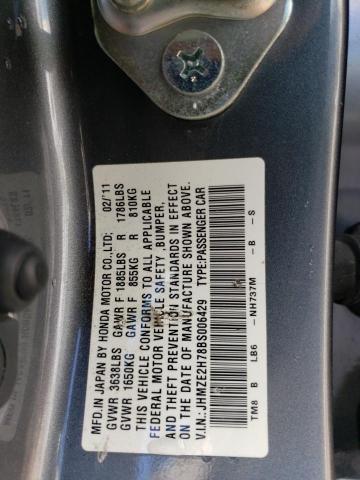 MFD.IN JAPAN BY HONDA MOTOR CO.,LTD. 02/'11
GVWR 3638LBS GAWR F 1885LBS R 1786LBS
GVWR 1650KG GAWR F 855KG R 810KG
THIS VEHICLE CONFORMS TO ALL APPLICABLE
FEDERAL MOTOR VEHICLE SAFETY ,BUMPER,
AND THEFT PREVENTION STANDARDS IN EFFECT
ON THE DATE OF MANUFACTURE SHOWN ABOVE.
V.I.N.:JHMZE2H78BS006429 TYPE:PASSENGER CAR
TM8 B LB6 -NH737M -B -S